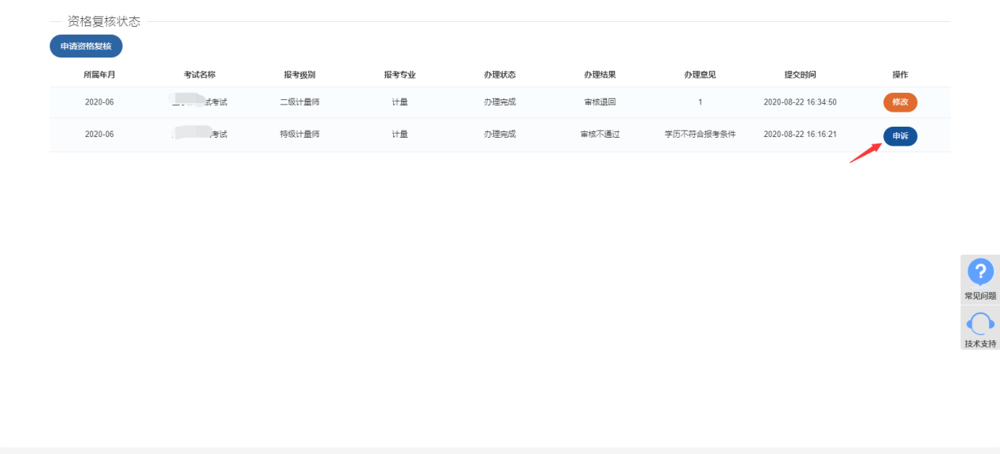 资格复核状态
申请资格复核
所属年月 考试名称 报考级别 报考专业 办理状态 办理结果 办理意见 提交时间 操作
2020-06 试考试 二级计量师 计量 办理完成 审核退回 1 2020-08-22 16:34:50 修改
2020-06 考试 特级计量师 计量 办理完成 审核不通过 学历不符合报考条件 2020-08-22 16:16:21 申诉
常见问题
技术支持